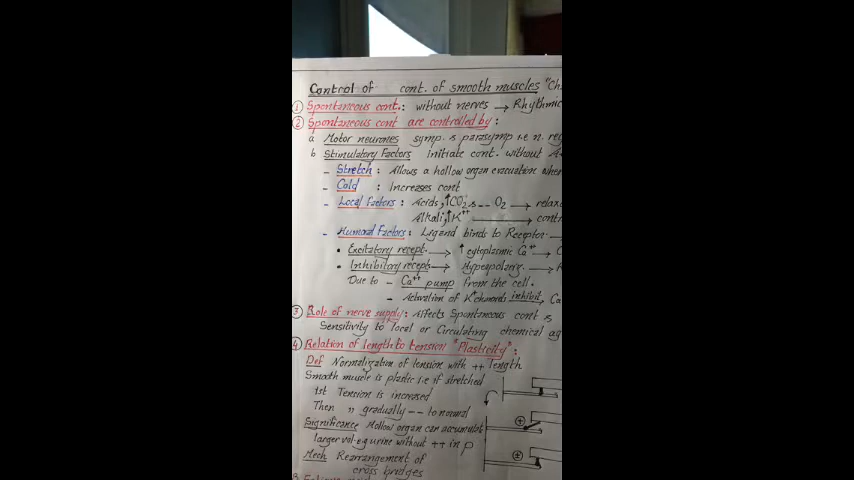 Control of cont. of smooth muscles "Ch
① Spontaneous cont.: without nerves → Rhythmic
② Spontaneous cont are controlled by:
a Motor neurones symp. & parasymp i.e n. re
b Stimulatory Factors initiate cont. without A
- Stretch : Allows a hollow organ evacuation when
- Cold : Increases cont
- Local factors : Acids, ↑CO2 & -- O2 → relax
Alkali, ↑K++ → cont
- Humoral Factors : Ligand binds to Receptor
• Excitatory recept. → ↑ cytoplasmic Ca++ → C
• Inhibitory recept → Hyperpolariz. →
Due to - Ca++ pump from the cell.
- Activation of K+ channels inhibit, Ca
③ Role of nerve supply : Affects Spontaneous cont &
Sensitivity to local or Circulating chemical ag
④ Relation of length to tension "Plasticity" :
Def Normalization of tension with ++ length
Smooth muscle is plastic i.e if stretched
1st Tension is increased
Then " gradually -- to normal
Significance Hollow organ can accumulate
larger vol. e.g urine without ++ in p
Mech Rearrangement of
cross bridges